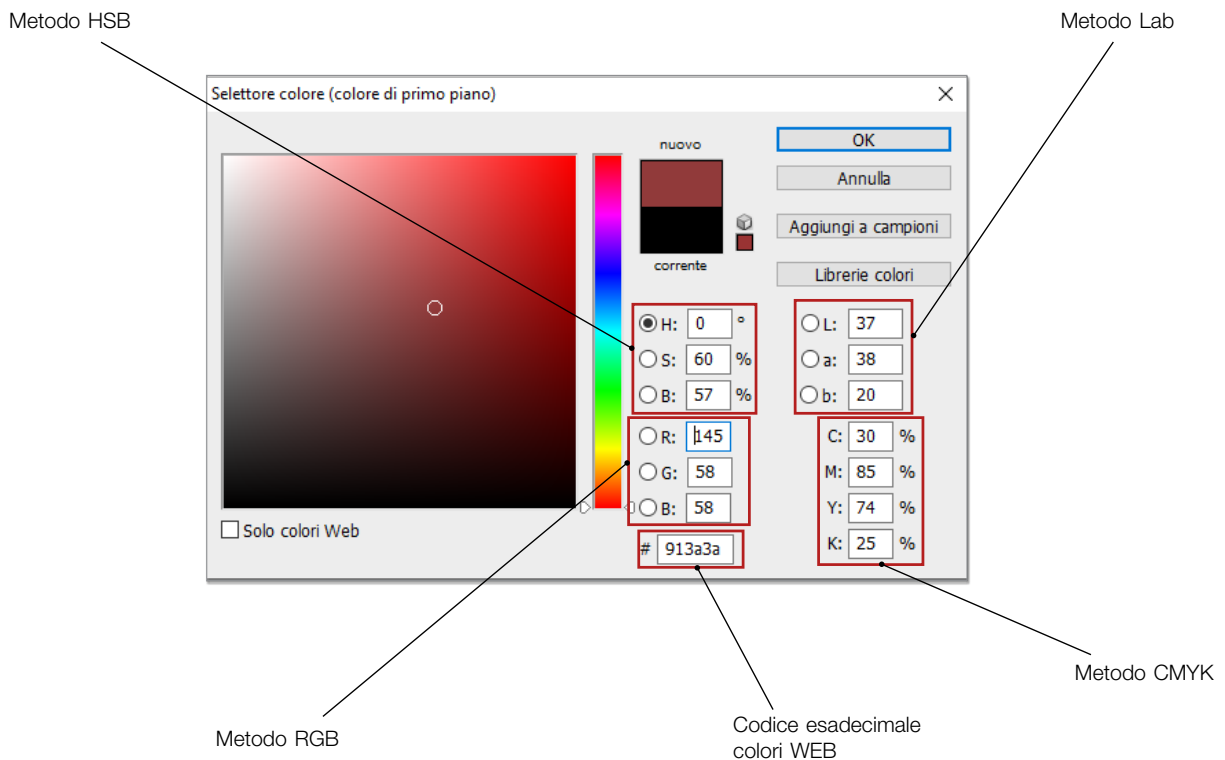 Metodo HSB
Metodo Lab
Selettore colore (colore di primo piano)
nuovo
corrente
OK
Annulla
Aggiungi a campioni
Librerie colori
H: 0 °
S: 60 %
B: 57 %
R: 145
G: 58
B: 58
# 913a3a
L: 37
a: 38
b: 20
C: 30 %
M: 85 %
Y: 74 %
K: 25 %
Solo colori Web
Metodo RGB
Codice esadecimale
colori WEB
Metodo CMYK